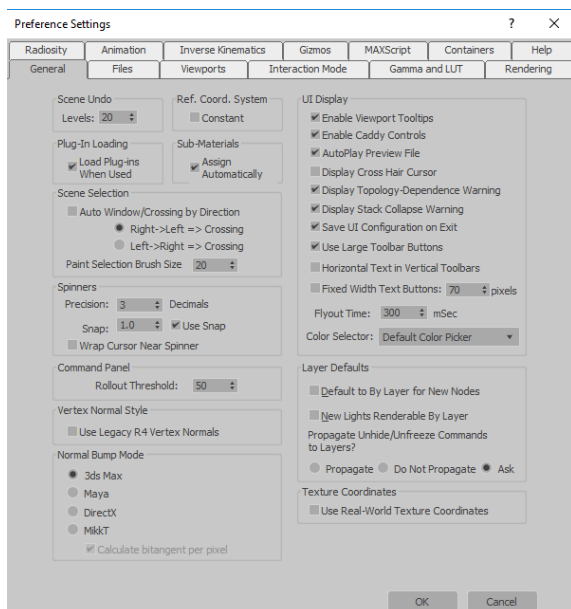 Preference Settings ? ×
Radiosity Animation Inverse Kinematics Gizmos MAXScript Containers Help
General Files Viewports Interaction Mode Gamma and LUT Rendering
Scene Undo
Levels: 20
Ref. Coord. System
Constant
Plug-In Loading
Load Plug-ins
When Used
Sub-Materials
Assign
Automatically
Scene Selection
Auto Window/Crossing by Direction
Right->Left => Crossing
Left->Right => Crossing
Paint Selection Brush Size 20
Spinners
Precision: 3 Decimals
Snap: 1.0 Use Snap
Wrap Cursor Near Spinner
Command Panel
Rollout Threshold: 50
Vertex Normal Style
Use Legacy R4 Vertex Normals
Normal Bump Mode
3ds Max
Maya
DirectX
MikkT
Calculate bitangent per pixel
UI Display
Enable Viewport Tooltips
Enable Caddy Controls
AutoPlay Preview File
Display Cross Hair Cursor
Display Topology-Dependence Warning
Display Stack Collapse Warning
Save UI Configuration on Exit
Use Large Toolbar Buttons
Horizontal Text in Vertical Toolbars
Fixed Width Text Buttons: 70 pixels
Flyout Time: 300 mSec
Color Selector: Default Color Picker
Layer Defaults
Default to By Layer for New Nodes
New Lights Renderable By Layer
Propagate Unhide/Unfreeze Commands
to Layers?
Propagate Do Not Propagate Ask
Texture Coordinates
Use Real-World Texture Coordinates
OK Cancel